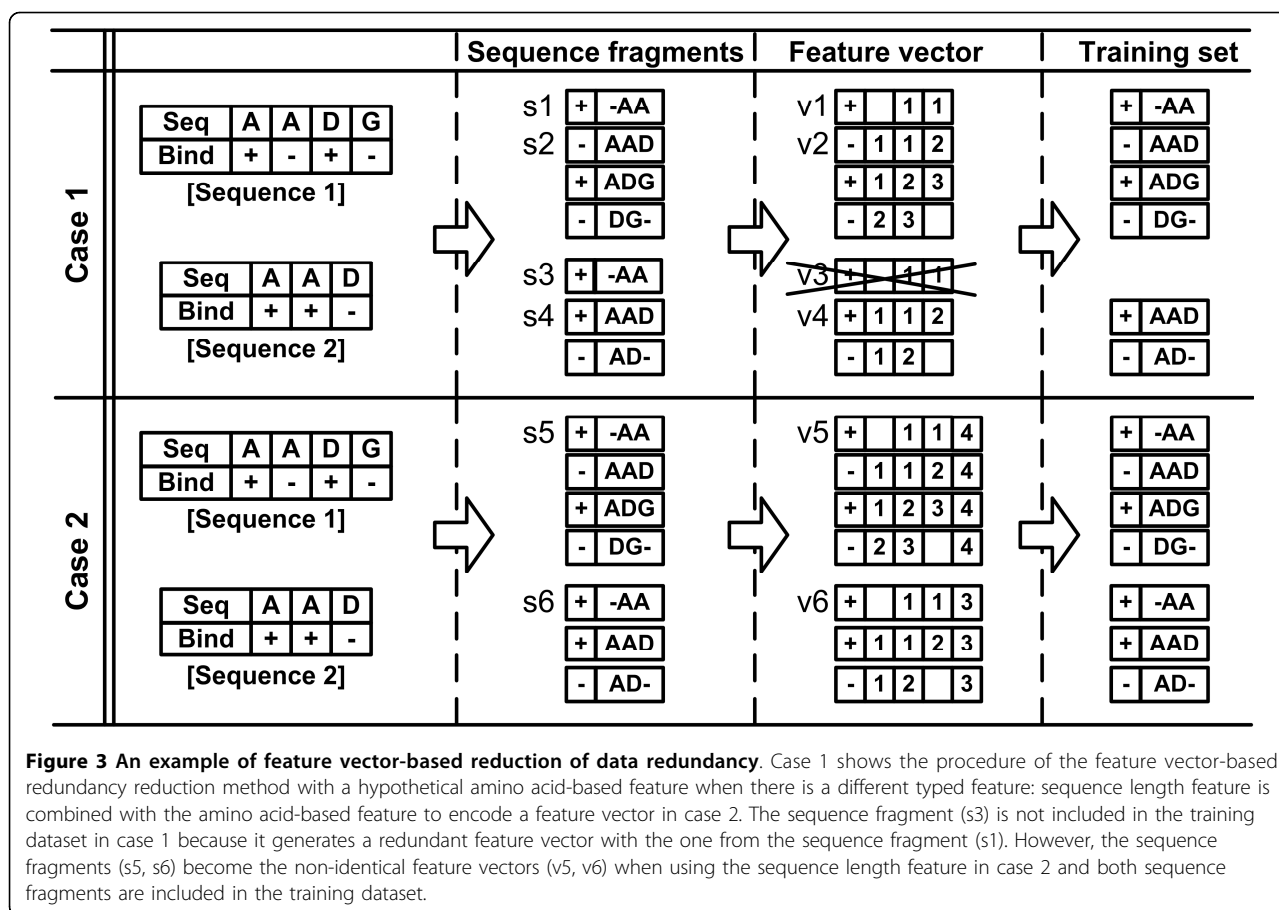 Sequence fragments Feature vector Training set
Case 1
Seq A A D G
Bind + - + -
[Sequence 1]
Seq A A D
Bind + + -
[Sequence 2]
s1 + -AA
s2 - AAD
+ ADG
- DG-
s3 + -AA
s4 + AAD
- AD-
v1 + 1 1
v2 - 1 1 2
+ 1 2 3
- 2 3
v3 + 1 1
v4 + 1 1 2
- 1 2
+ -AA
- AAD
+ ADG
- DG-
+ AAD
- AD-
Case 2
Seq A A D G
Bind + - + -
[Sequence 1]
Seq A A D
Bind + + -
[Sequence 2]
s5 + -AA
- AAD
+ ADG
- DG-
s6 + -AA
+ AAD
- AD-
v5 + 1 1 4
- 1 1 2 4
+ 1 2 3 4
- 2 3 4
v6 + 1 1 3
+ 1 1 2 3
- 1 2 3
+ -AA
- AAD
+ ADG
- DG-
+ -AA
+ AAD
- AD-
Figure 3 An example of feature vector-based reduction of data redundancy. Case 1 shows the procedure of the feature vector-based
redundancy reduction method with a hypothetical amino acid-based feature when there is a different typed feature: sequence length feature is
combined with the amino acid-based feature to encode a feature vector in case 2. The sequence fragment (s3) is not included in the training
dataset in case 1 because it generates a redundant feature vector with the one from the sequence fragment (s1). However, the sequence
fragments (s5, s6) become the non-identical feature vectors (v5, v6) when using the sequence length feature in case 2 and both sequence
fragments are included in the training dataset.